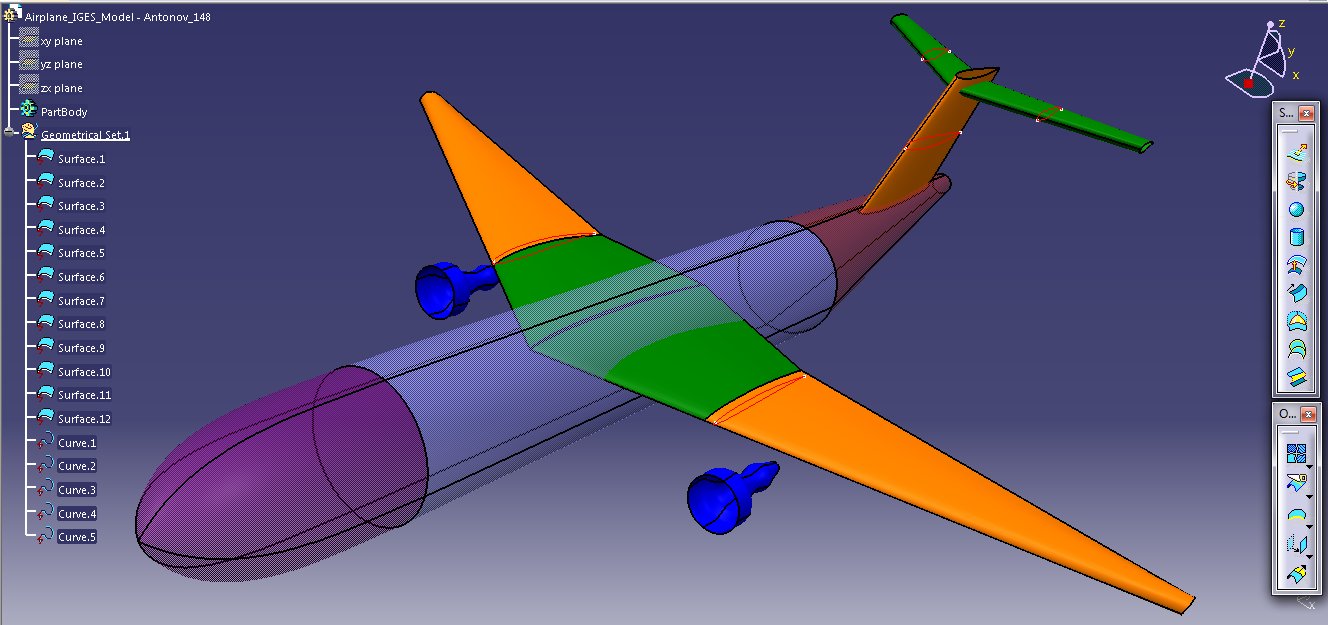 Airplane_IGES_Model - Antonov_148
xy plane
yz plane
zx plane
PartBody
Geometrical Set.1
Surface.1
Surface.2
Surface.3
Surface.4
Surface.5
Surface.6
Surface.7
Surface.8
Surface.9
Surface.10
Surface.11
Surface.12
Curve.1
Curve.2
Curve.3
Curve.4
Curve.5
z
y
x
S...
O...
x